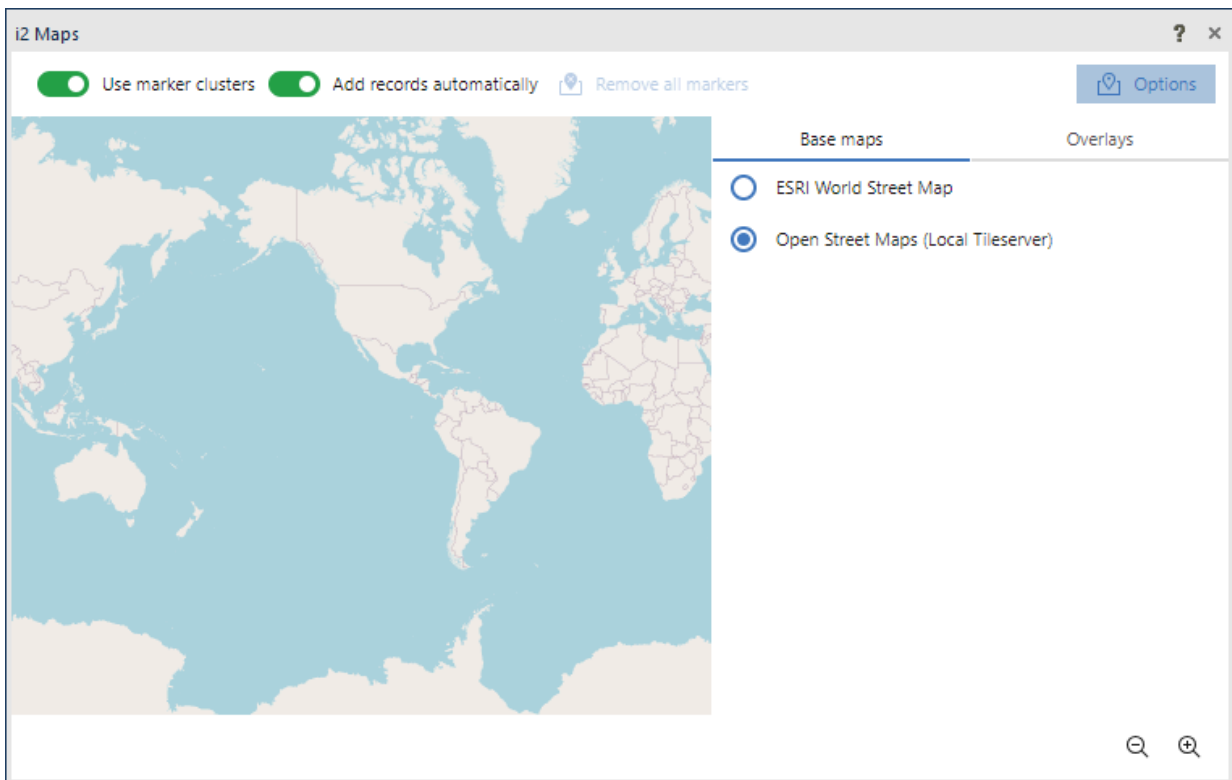 i2 Maps ? ×
Use marker clusters Add records automatically Remove all markers Options
Base maps Overlays
ESRI World Street Map
Open Street Maps (Local Tileserver)